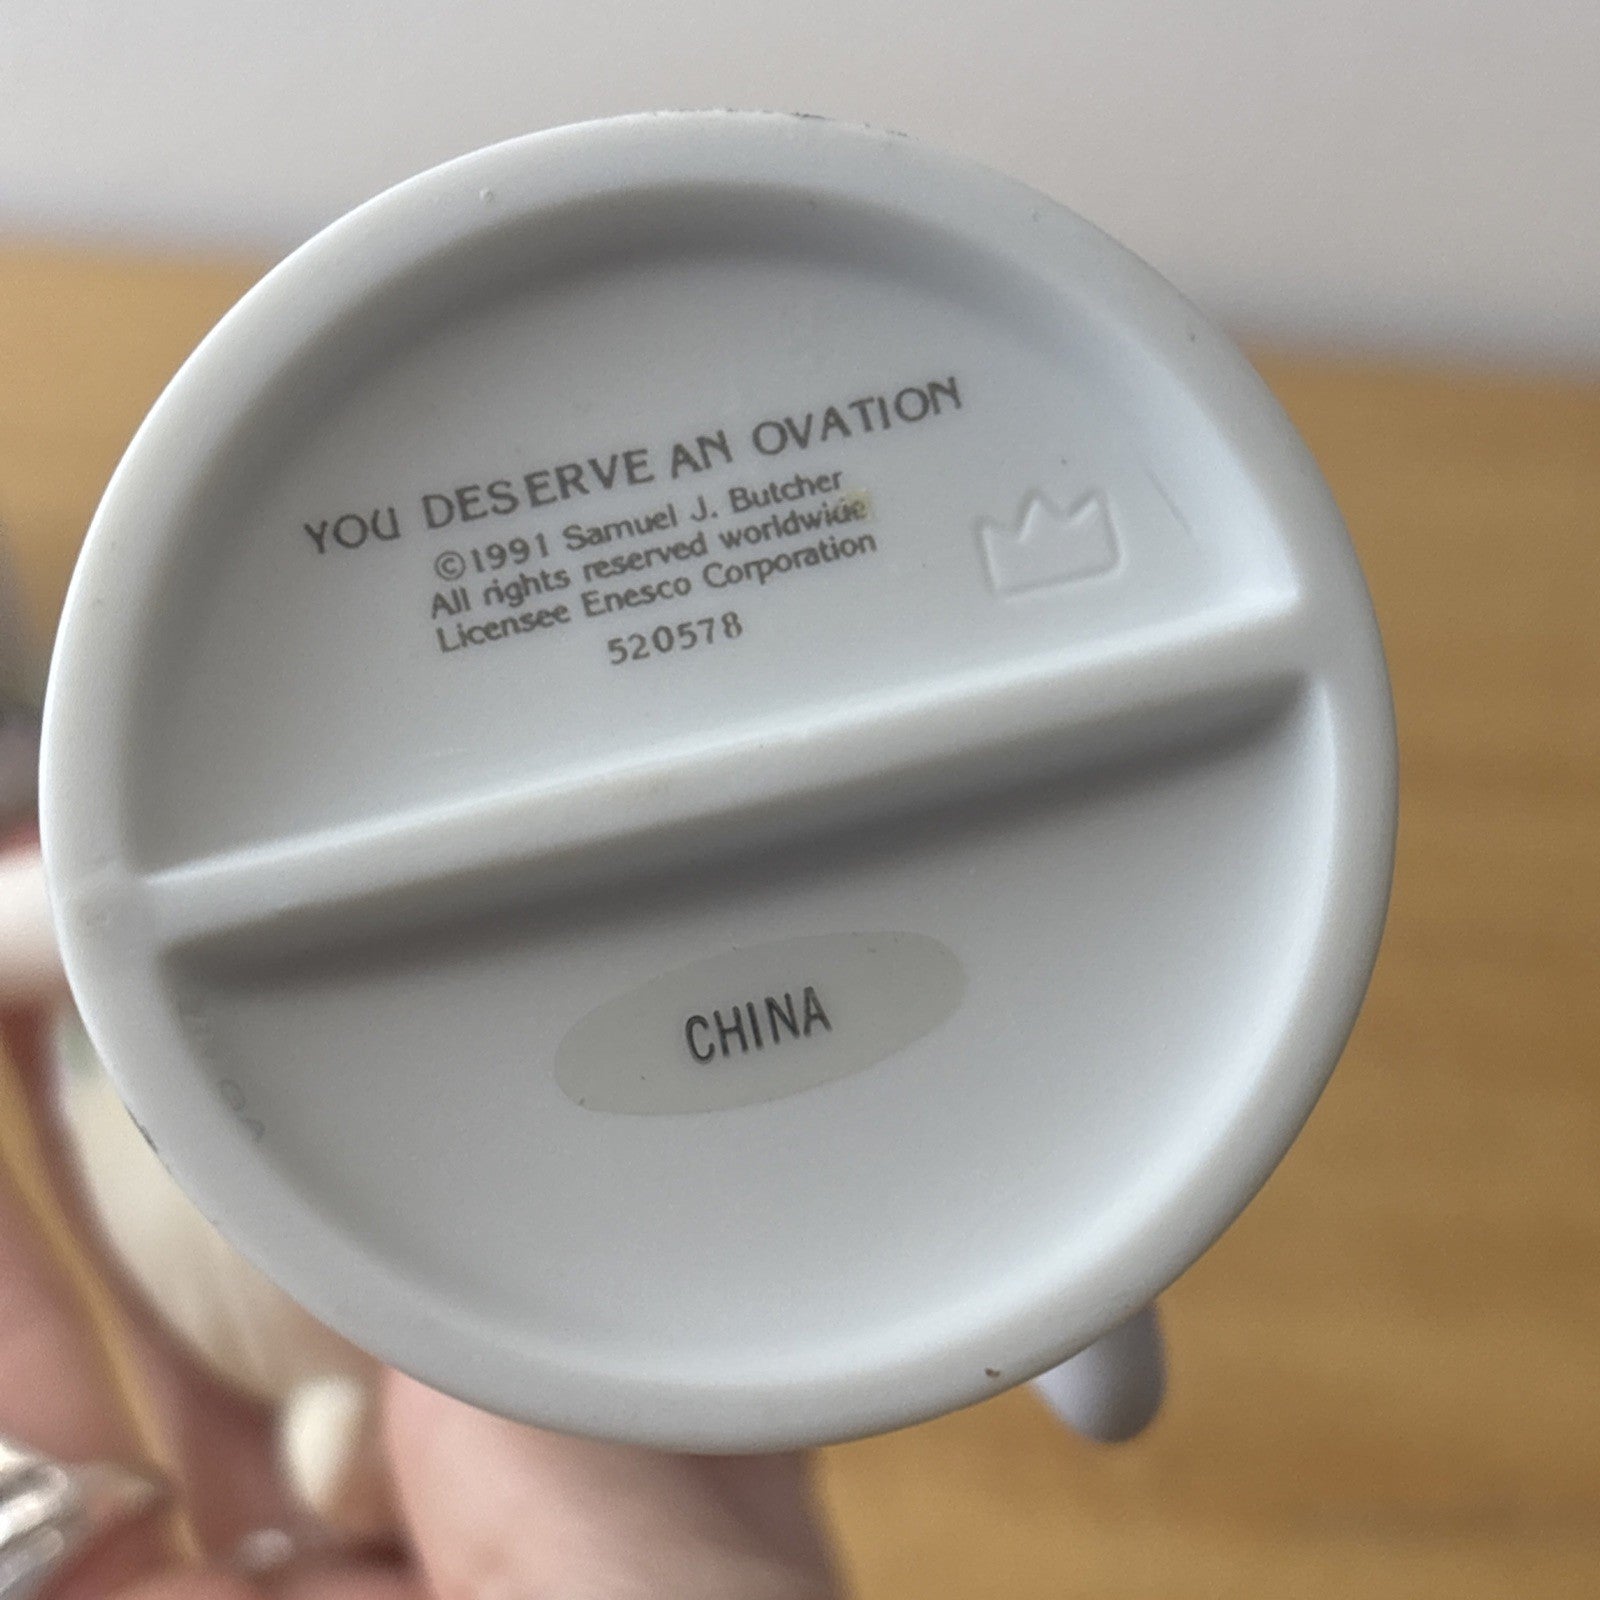 YOU DESERVE AN OVATION
©1991 Samuel J. Butcher
All rights reserved worldwide
Licensee Enesco Corporation
520578
CHINA